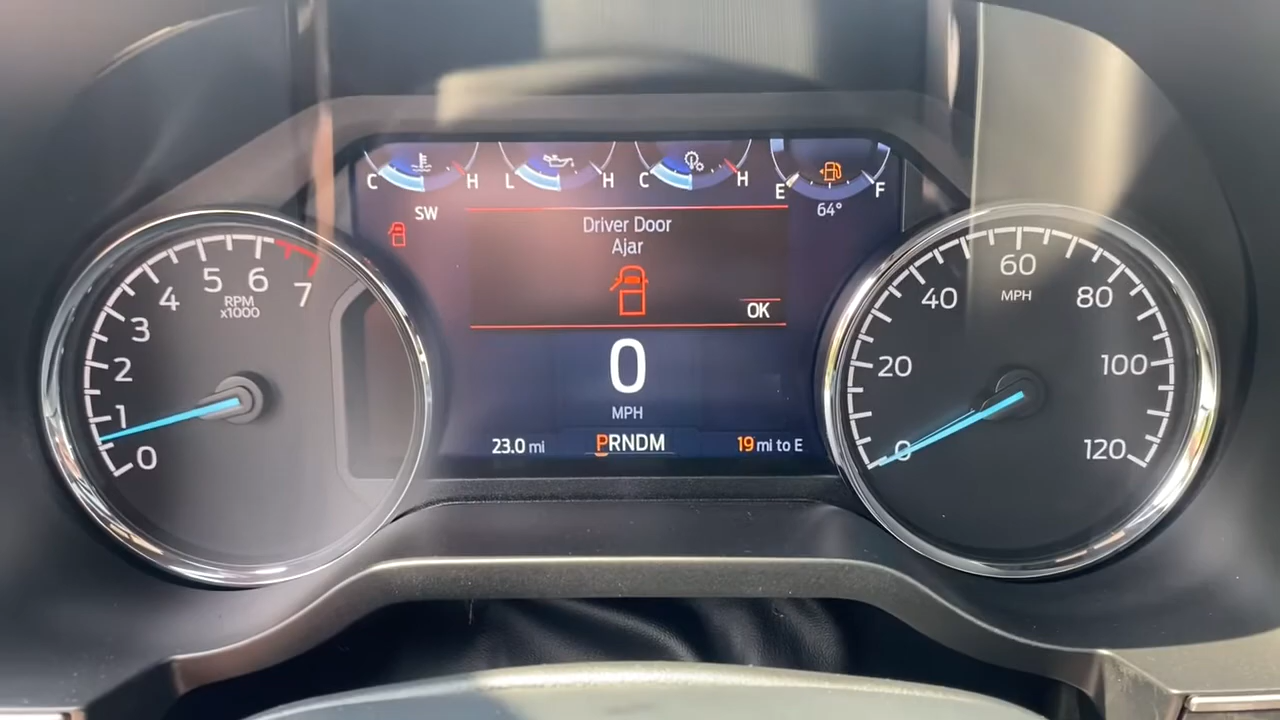 C H L H C H E F
SW 64°
Driver Door
Ajar
OK
0
MPH
23.0 mi PRNDM 19 mi to E
0 1 2 3 4 5 6 7
RPM
x1000
0 20 40 60 80 100 120
MPH